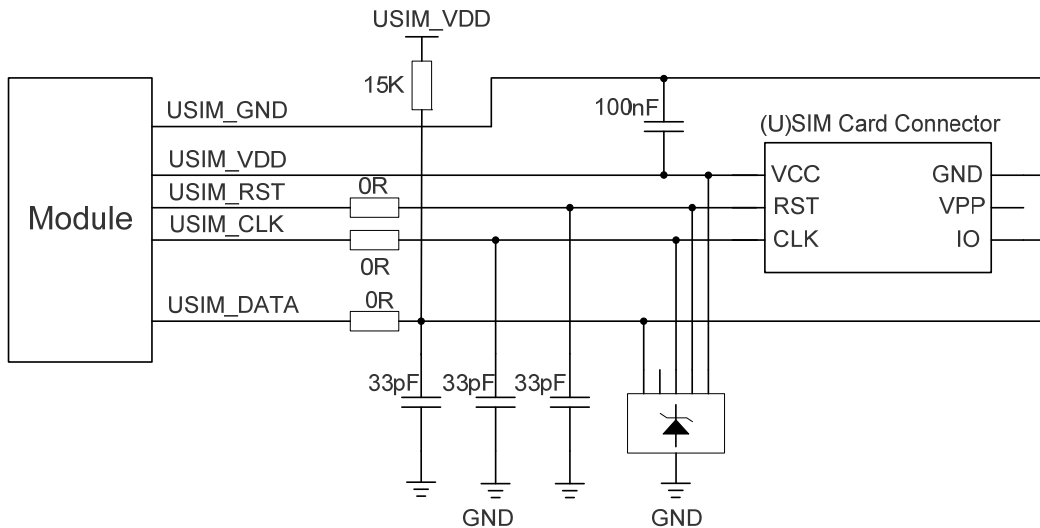 USIM_VDD
15K
USIM_GND
100nF
(U)SIM Card Connector
USIM_VDD
VCC
GND
USIM_RST
0R
RST
VPP
Module
USIM_CLK
0R
CLK
IO
USIM_DATA
0R
33pF
33pF
33pF
GND
GND